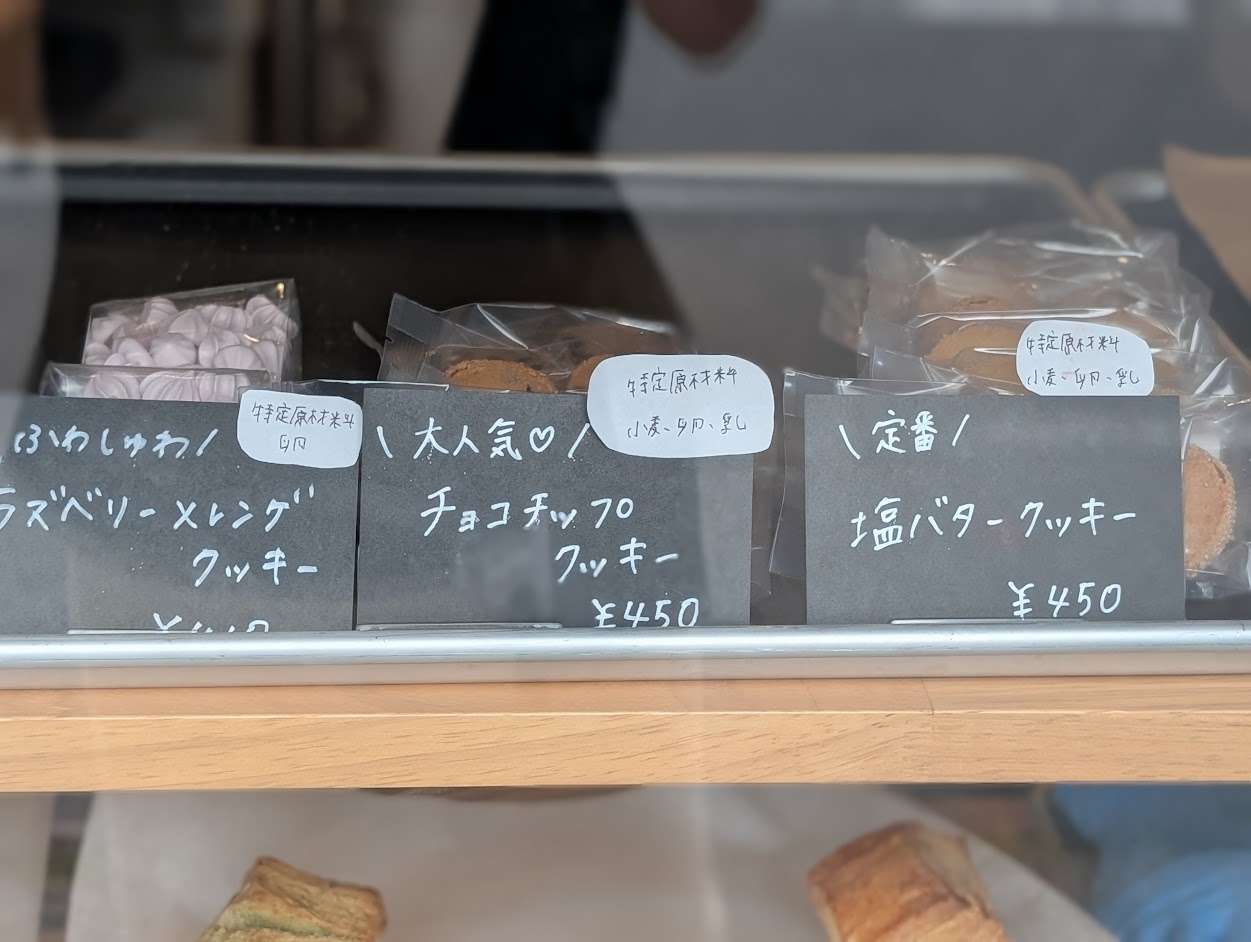 ふわしゅわ /
ラズベリーメレング
クッキー
特定原材料
卵
\ 大人気♡ /
チョコチップ
クッキー
¥450
特定原材料
小麦、卵、乳
\ 定番 /
塩バタークッキー
¥450
特定原材料
小麦、卵、乳